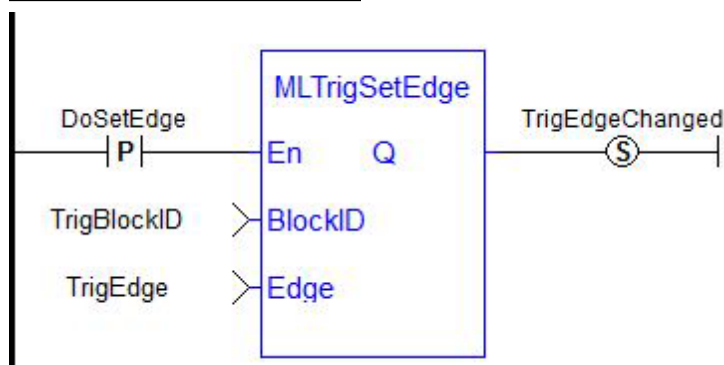 MLTrigSetEdge
DoSetEdge TrigEdgeChanged
P En Q S
TrigBlockID BlockID
TrigEdge Edge